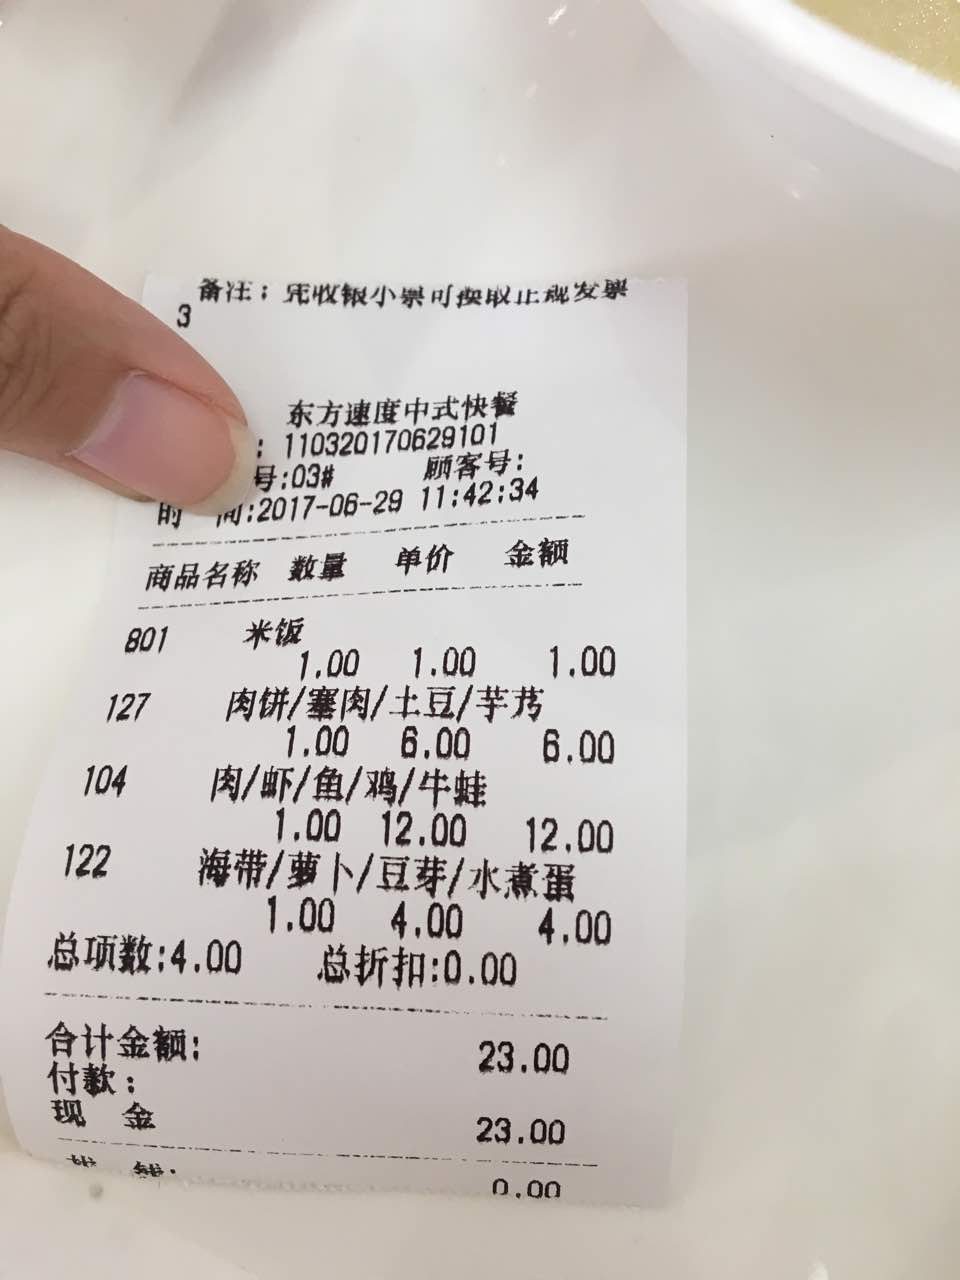 备注：凭收银小票可换取正规发票
3
东方速度中式快餐
：110320170629101
号:03# 顾客号:
时 间:2017-06-29 11:42:34
商品名称 数量 单价 金额
801 米饭
1.00 1.00 1.00
127 肉饼/塞肉/土豆/芋艿
1.00 6.00 6.00
104 肉/虾/鱼/鸡/牛蛙
1.00 12.00 12.00
122 海带/萝卜/豆芽/水煮蛋
1.00 4.00 4.00
总项数:4.00 总折扣:0.00
合计金额: 23.00
付款：
现 金 23.00
0.00